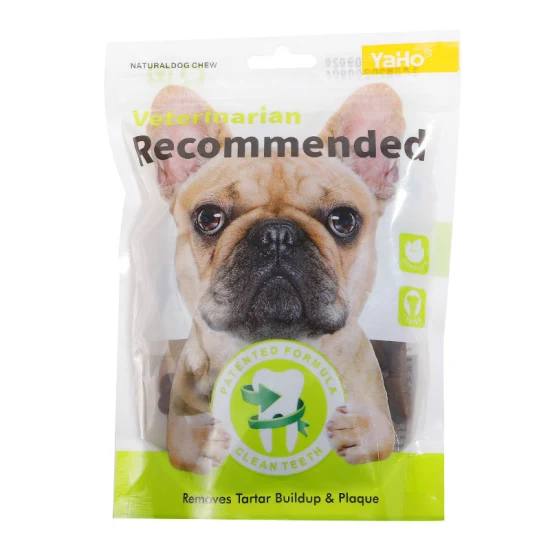 NATURAL DOG CHEW
YaHo
Veterinarian
Recommended
PATENTED FORMULA
CLEAN TEETH
Removes Tartar Buildup & Plaque